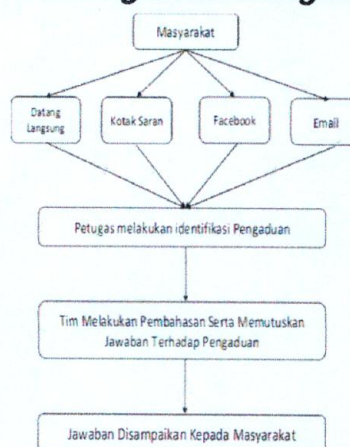 Masyarakat
Datang
Langsung
Kotak Saran
Facebook
Email
Petugas melakukan identifikasi Pengaduan
Tim Melakukan Pembahasan Serta Memutuskan
Jawaban Terhadap Pengaduan
Jawaban Disampaikan Kepada Masyarakat